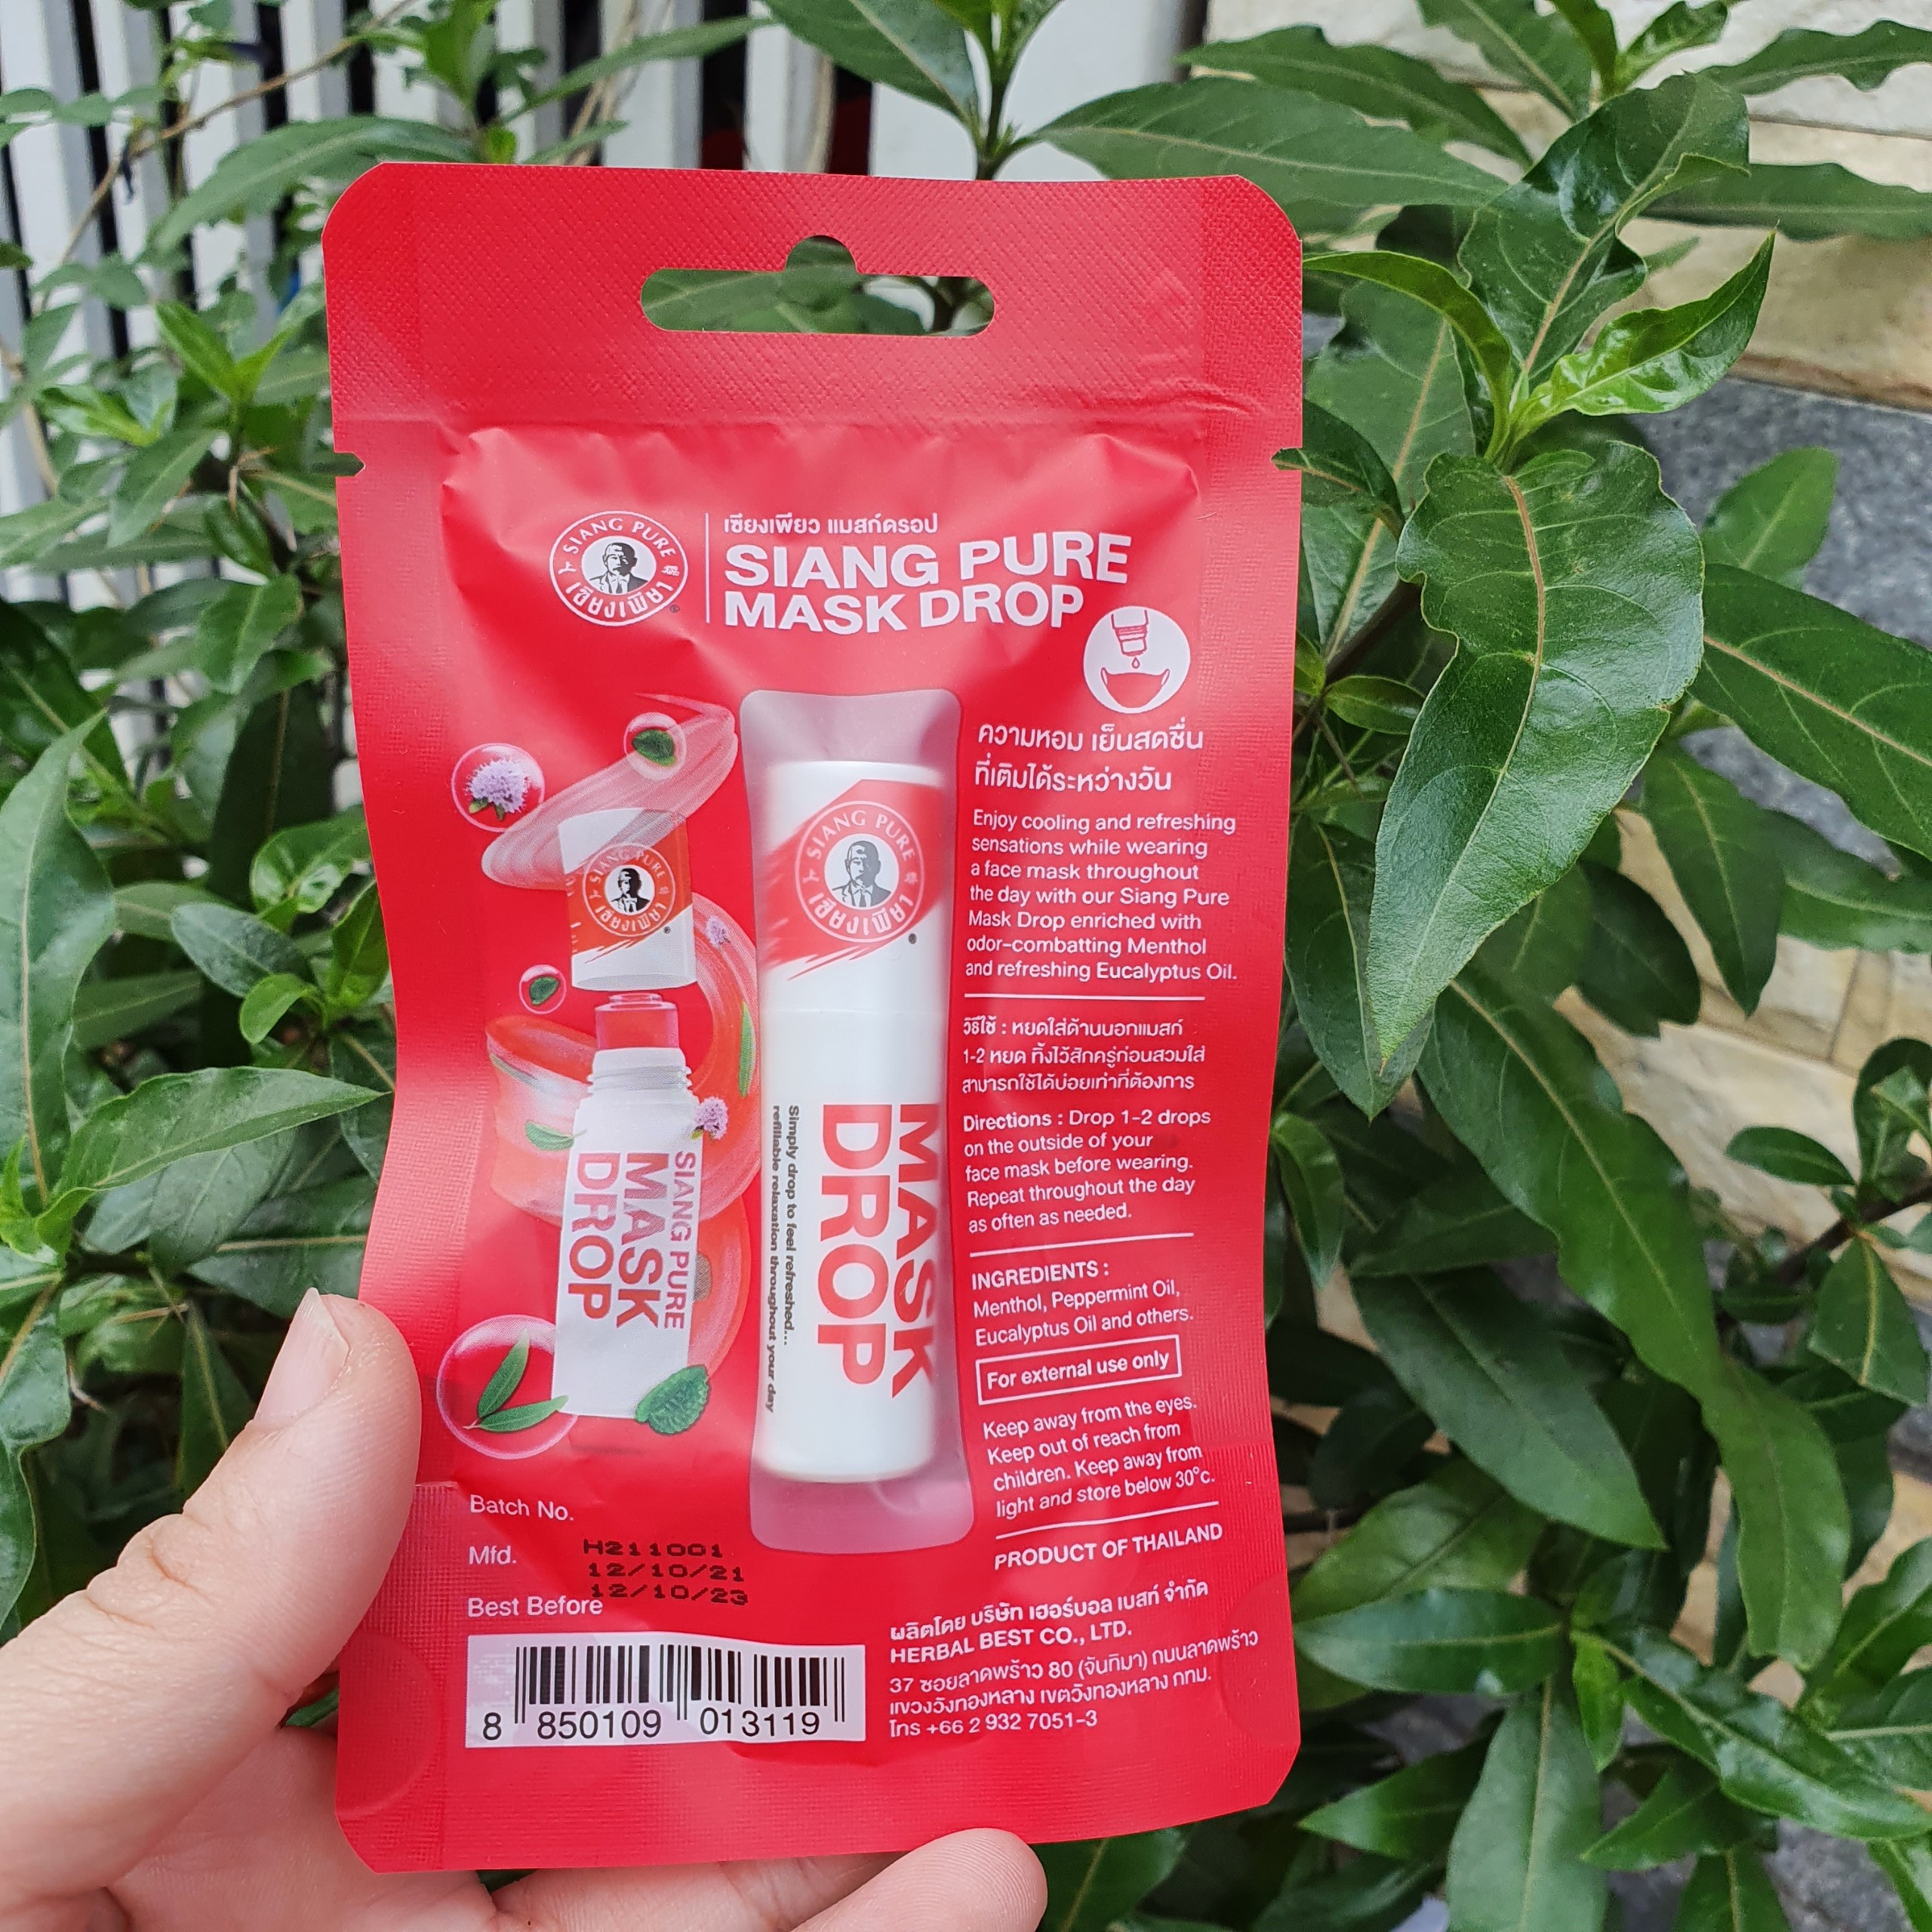 SIANG PURE
เซียงเพียว
เซียงเพียว แมสก์ดรอป
SIANG PURE
MASK DROP
ความหอม เย็นสดชื่น
ที่เติมได้ระหว่างวัน
Enjoy cooling and refreshing
sensations while wearing
a face mask throughout
the day with our Siang Pure
Mask Drop enriched with
odor-combatting Menthol
and refreshing Eucalyptus Oil.
วิธีใช้ : หยดใส่ด้านนอกแมสก์
1-2 หยด ทิ้งไว้สักครู่ก่อนสวมใส่
สามารถใช้ได้บ่อยเท่าที่ต้องการ
Directions : Drop 1-2 drops
on the outside of your
face mask before wearing.
Repeat throughout the day
as often as needed.
INGREDIENTS :
Menthol, Peppermint Oil,
Eucalyptus Oil and others.
For external use only
Keep away from the eyes.
Keep out of reach from
children. Keep away from
light and store below 30°c.
PRODUCT OF THAILAND
SIANG PURE
เซียงเพียว
SIANG PURE
MASK
DROP
SIANG PURE
เซียงเพียว
MASK
DROP
Simply drop to feel refreshed...
refillable relaxation throughout your day
Batch No.
H211001
Mfd.
12/10/21
Best Before
12/10/23
8 850109 013119
ผลิตโดย บริษัท เฮอร์บอล เบสท์ จำกัด
HERBAL BEST CO., LTD.
37 ซอยลาดพร้าว 80 (จันทิมา) ถนนลาดพร้าว
แขวงวังทองหลาง เขตวังทองหลาง กทม.
โทร +66 2 932 7051-3